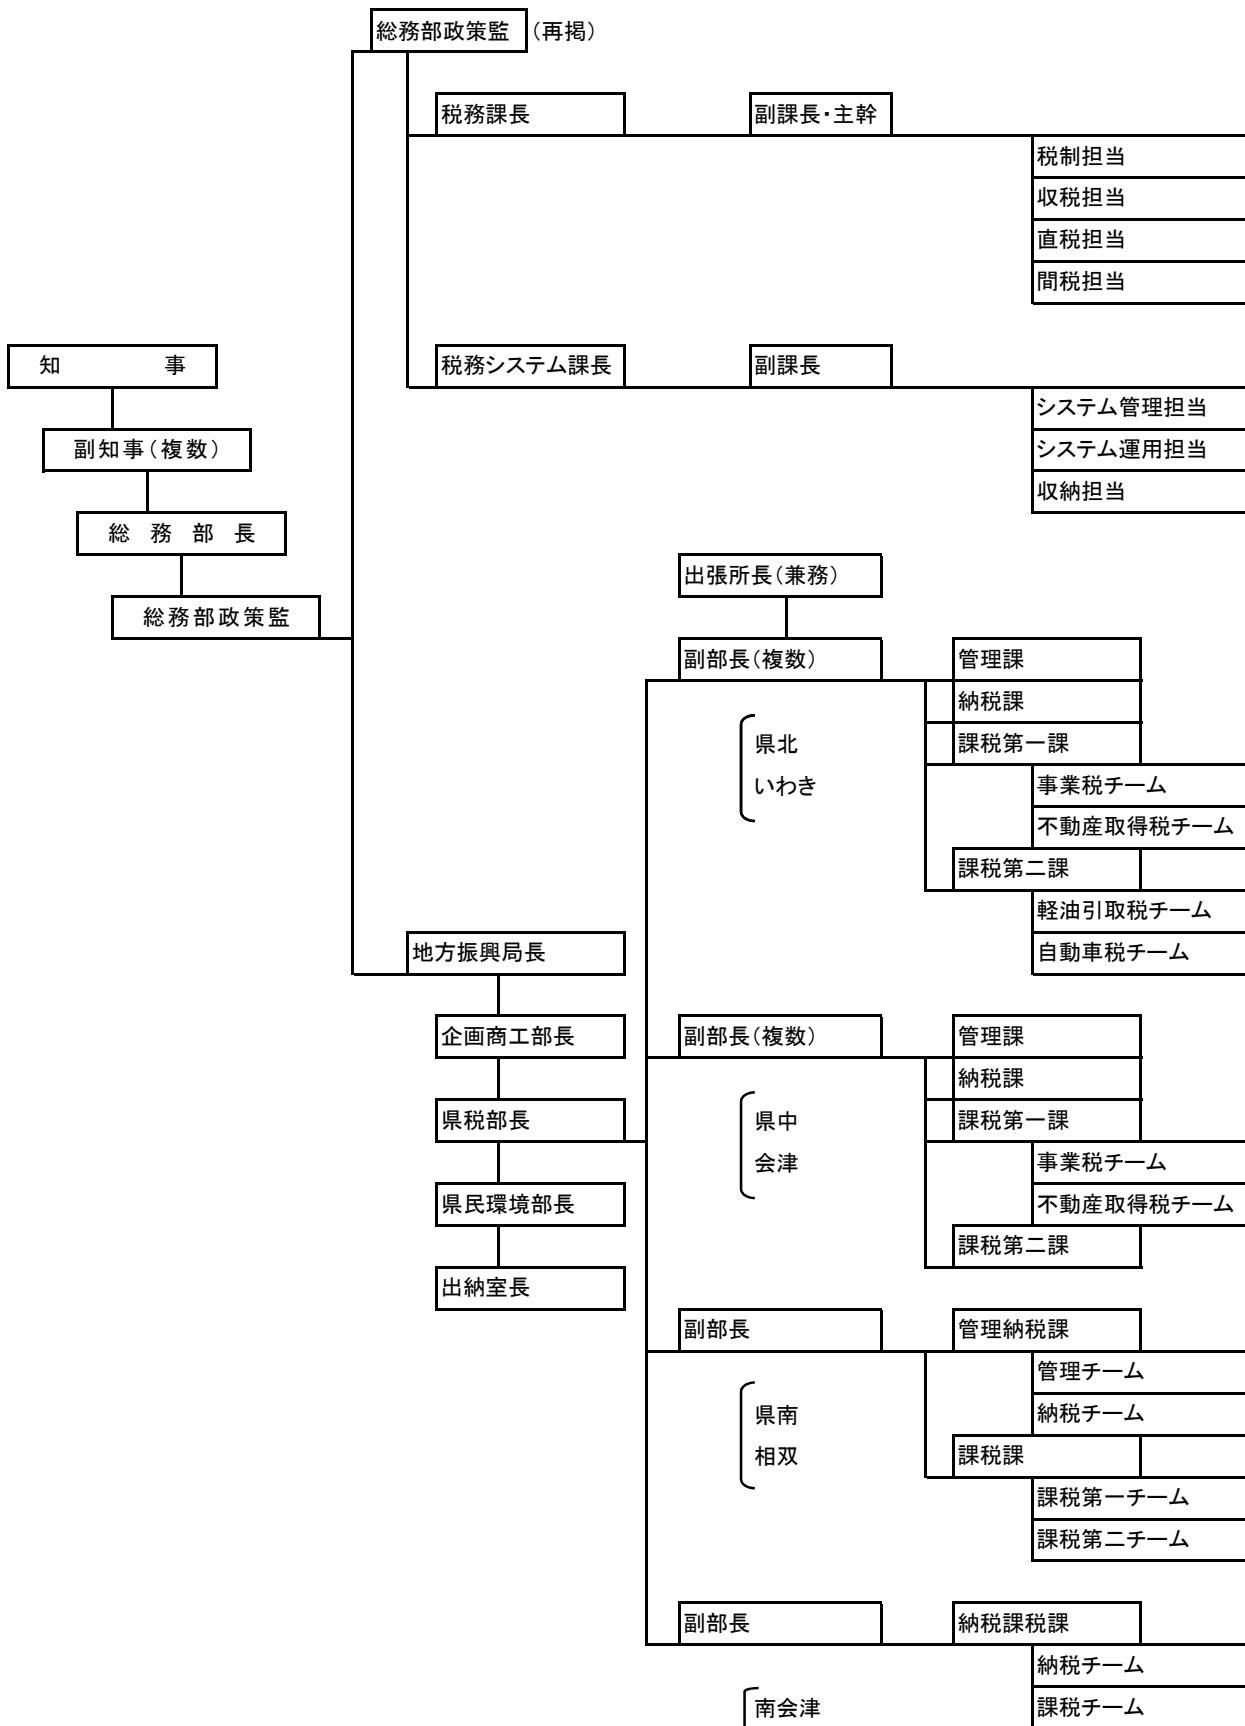 総務部政策監 (再掲)
税務課長
副課長・主幹
税制担当
収税担当
直税担当
間税担当
知 事
税務システム課長
副課長
システム管理担当
副知事(複数)
システム運用担当
収納担当
総 務 部 長
出張所長(兼務)
総務部政策監
副部長(複数)
管理課
納税課
県北
課税第一課
いわき
事業税チーム
不動産取得税チーム
課税第二課
軽油引取税チーム
地方振興局長
自動車税チーム
企画商工部長
副部長(複数)
管理課
納税課
県税部長
県中
課税第一課
会津
事業税チーム
県民環境部長
不動産取得税チーム
課税第二課
出納室長
副部長
管理納税課
管理チーム
県南
納税チーム
相双
課税課
課税第一チーム
課税第二チーム
副部長
納税課税課
納税チーム
南会津
課税チーム